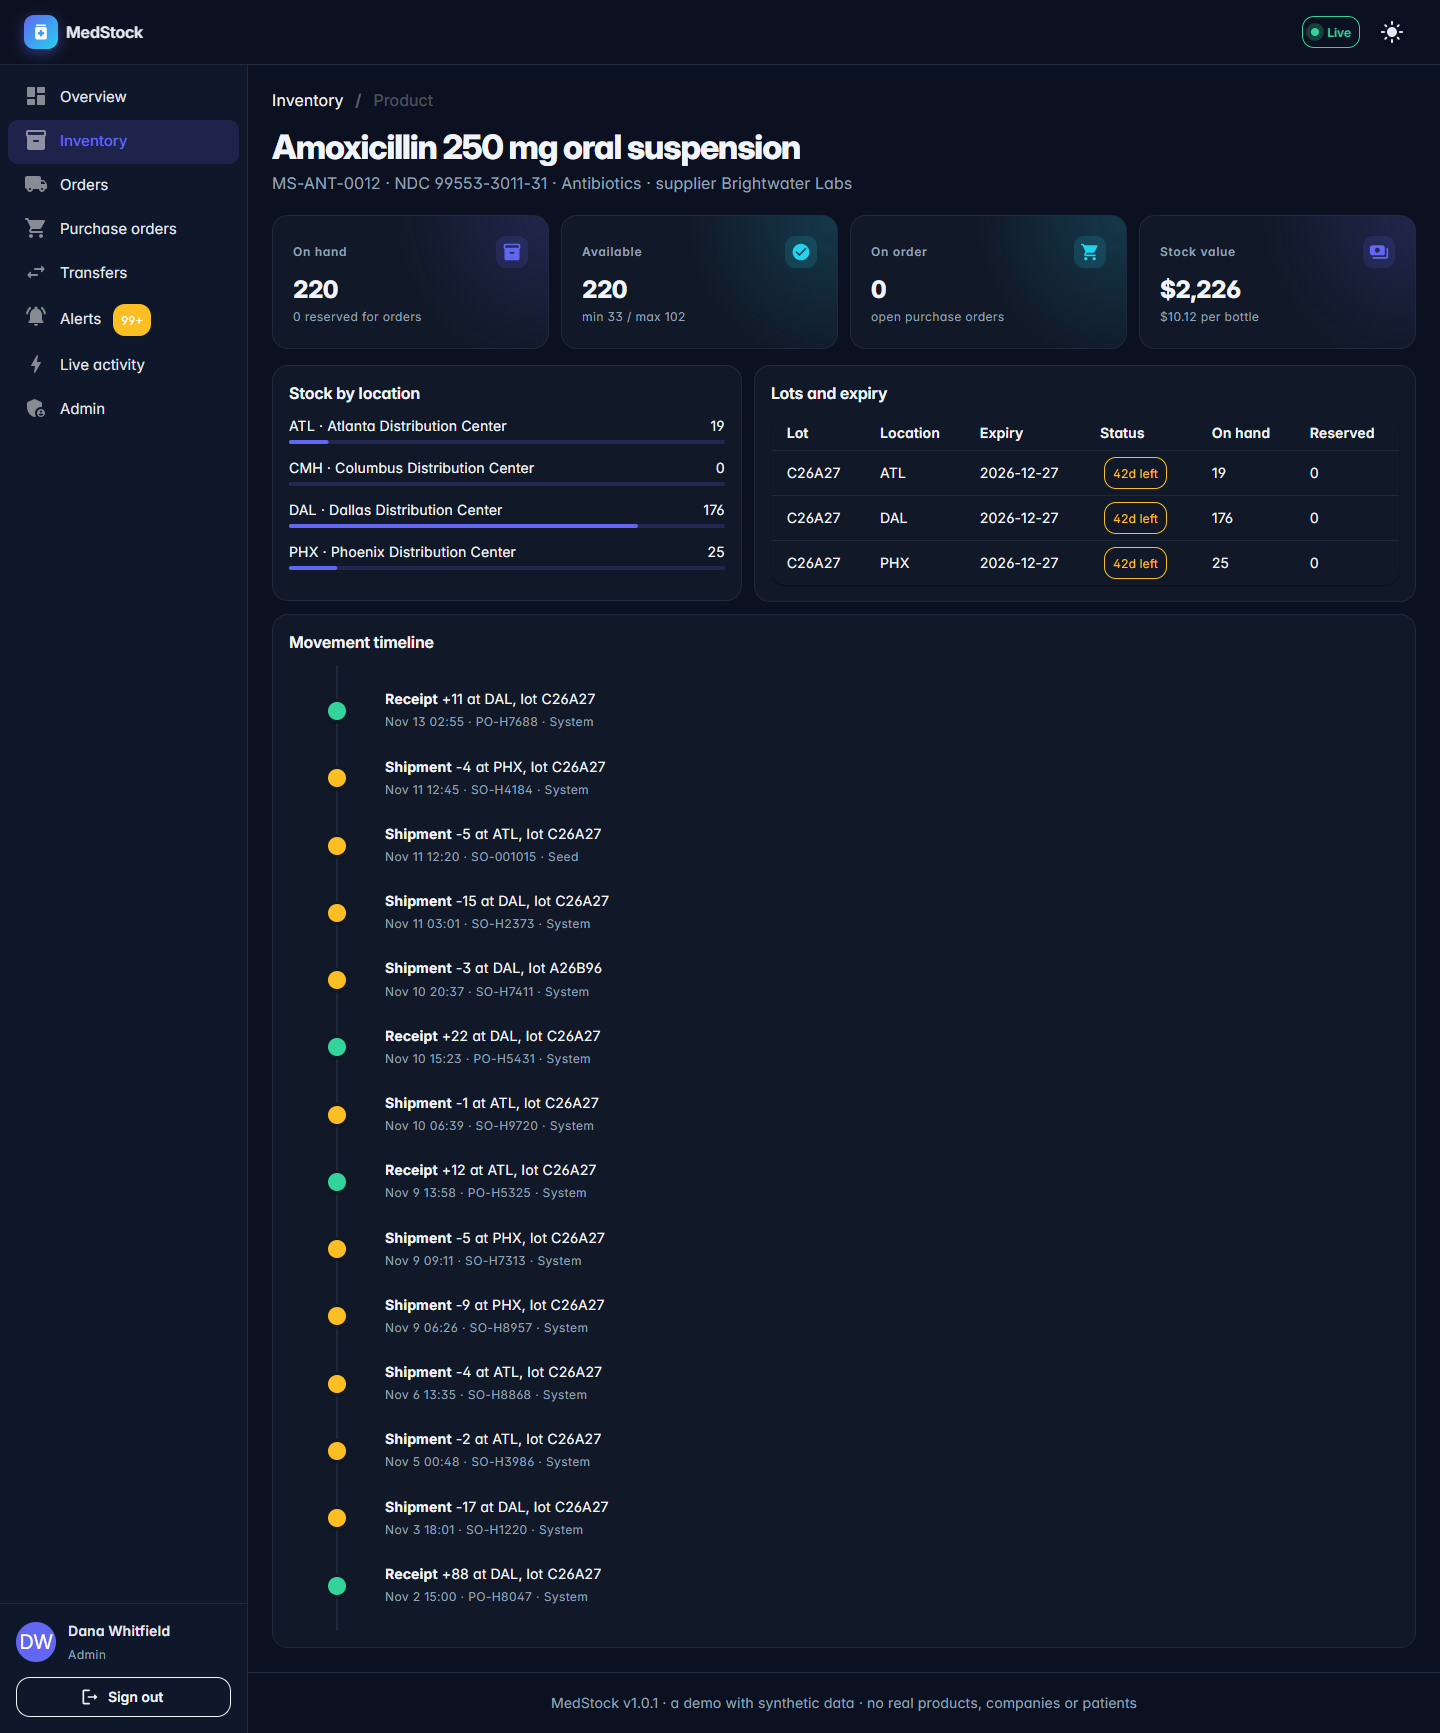 MedStock
Live
Overview
Inventory
Orders
Purchase orders
Transfers
Alerts 99+
Live activity
Admin
Dana Whitfield
DW
Admin
Sign out
Inventory / Product
Amoxicillin 250 mg oral suspension
MS-ANT-0012 · NDC 99553-3011-31 · Antibiotics · supplier Brightwater Labs
On hand
220
0 reserved for orders
Available
220
min 33 / max 102
On order
0
open purchase orders
Stock value
$2,226
$10.12 per bottle
Stock by location
ATL · Atlanta Distribution Center 19
CMH · Columbus Distribution Center 0
DAL · Dallas Distribution Center 176
PHX · Phoenix Distribution Center 25
Lots and expiry
Lot Location Expiry Status On hand Reserved
C26A27 ATL 2026-12-27 42d left 19 0
C26A27 DAL 2026-12-27 42d left 176 0
C26A27 PHX 2026-12-27 42d left 25 0
Movement timeline
Receipt +11 at DAL, lot C26A27
Nov 13 02:55 · PO-H7688 · System
Shipment -4 at PHX, lot C26A27
Nov 11 12:45 · SO-H4184 · System
Shipment -5 at ATL, lot C26A27
Nov 11 12:20 · SO-001015 · Seed
Shipment -15 at DAL, lot C26A27
Nov 11 03:01 · SO-H2373 · System
Shipment -3 at DAL, lot A26B96
Nov 10 20:37 · SO-H7411 · System
Receipt +22 at DAL, lot C26A27
Nov 10 15:23 · PO-H5431 · System
Shipment -1 at ATL, lot C26A27
Nov 10 06:39 · SO-H9720 · System
Receipt +12 at ATL, lot C26A27
Nov 9 13:58 · PO-H5325 · System
Shipment -5 at PHX, lot C26A27
Nov 9 09:11 · SO-H7313 · System
Shipment -9 at PHX, lot C26A27
Nov 9 06:26 · SO-H8957 · System
Shipment -4 at ATL, lot C26A27
Nov 6 13:35 · SO-H8868 · System
Shipment -2 at ATL, lot C26A27
Nov 5 00:48 · SO-H3986 · System
Shipment -17 at DAL, lot C26A27
Nov 3 18:01 · SO-H1220 · System
Receipt +88 at DAL, lot C26A27
Nov 2 15:00 · PO-H8047 · System
MedStock v1.0.1 · a demo with synthetic data · no real products, companies or patients